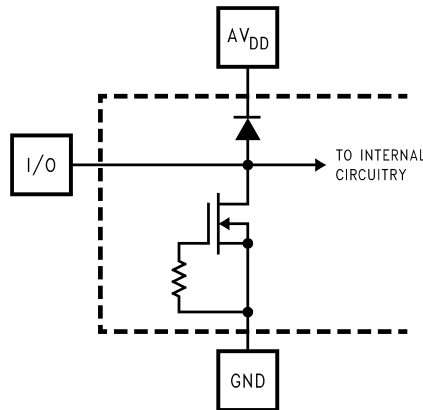 AVDD
I/O
TO INTERNAL
CIRCUITRY
GND